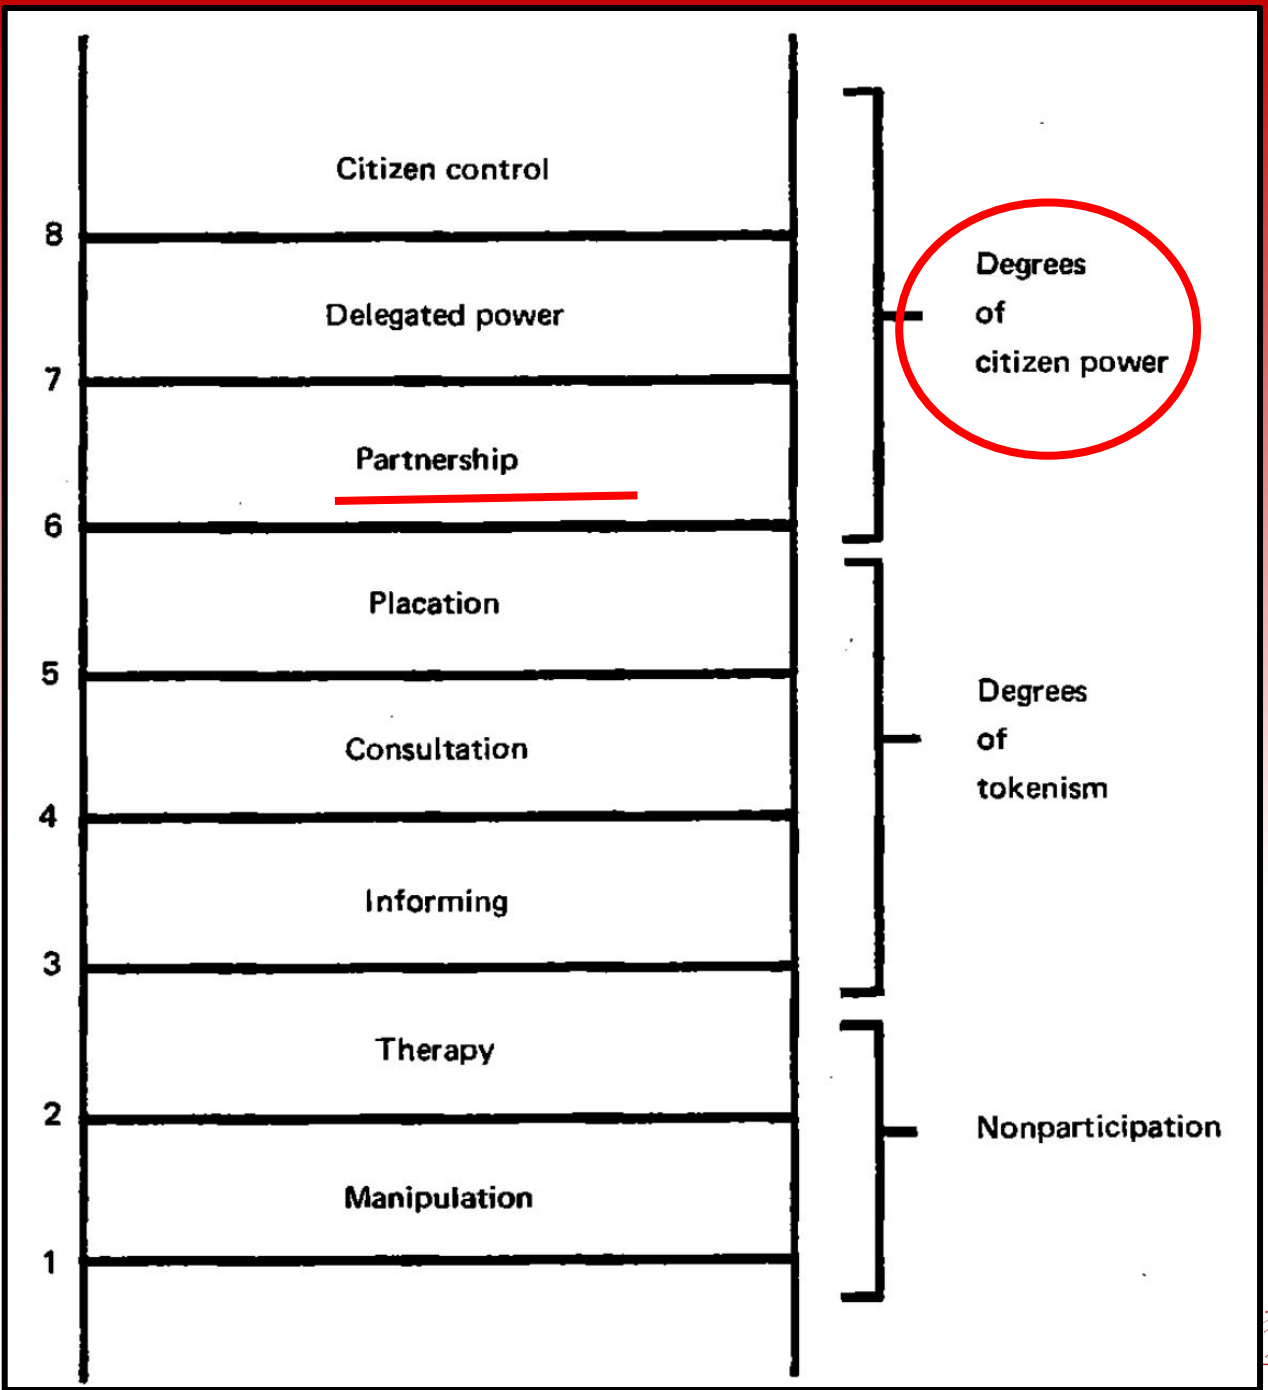 Citizen control
8
Delegated power
7
Partnership
6
Placation
5
Consultation
4
Informing
3
Therapy
2
Manipulation
1
Degrees
of
citizen power
Degrees
of
tokenism
Nonparticipation